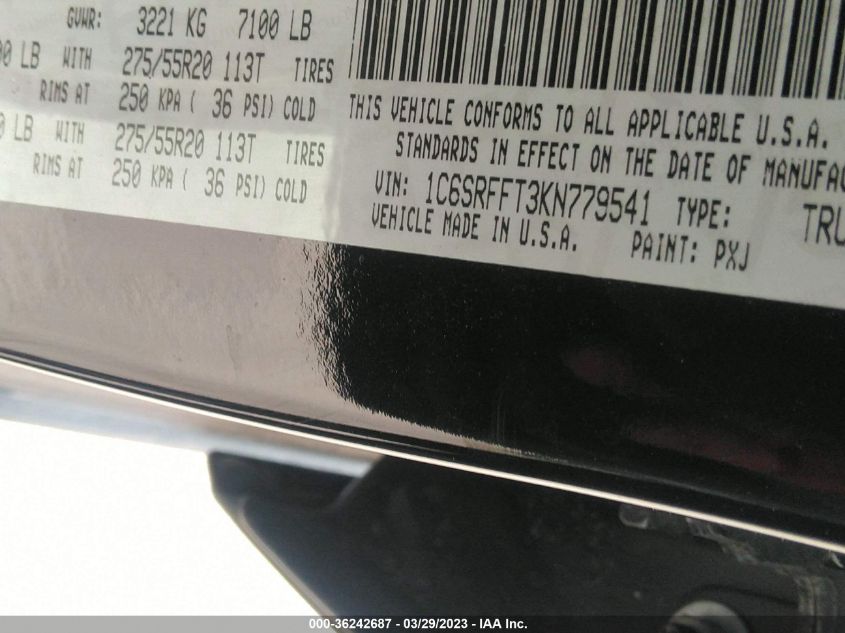 GVWR: 3221 KG 7100 LB
LB WITH 275/55R20 113T TIRES
RIMS AT 250 KPA ( 36 PSI) COLD
LB WITH 275/55R20 113T TIRES
RIMS AT 250 KPA ( 36 PSI) COLD
THIS VEHICLE CONFORMS TO ALL APPLICABLE U.S.A.
STANDARDS IN EFFECT ON THE DATE OF
VIN: 1C6SRFFT3KN779541 TYPE:
VEHICLE MADE IN U.S.A. PAINT: PXJ
000-36242687 - 03/29/2023 - IAA Inc.